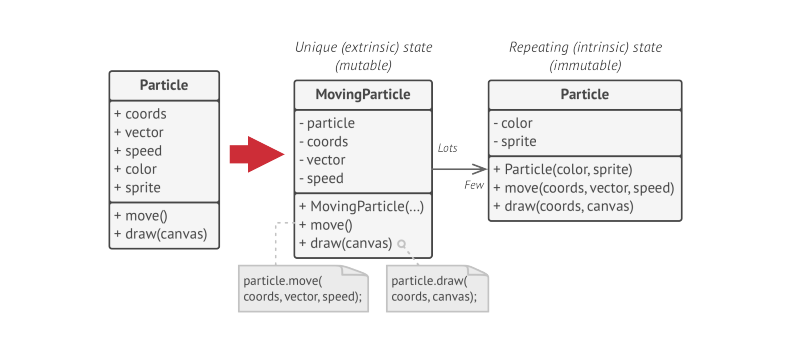 Unique (extrinsic) state
(mutable)
Repeating (intrinsic) state
(immutable)
Particle
+ coords
+ vector
+ speed
+ color
+ sprite
+ move()
+ draw(canvas)
MovingParticle
- particle
- coords
- vector
- speed
+ MovingParticle(...)
+ move()
+ draw(canvas)
Lots
Few
Particle
- color
- sprite
+ Particle(color, sprite)
+ move(coords, vector, speed)
+ draw(coords, canvas)
particle.move(
coords, vector, speed);
particle.draw(
coords, canvas);